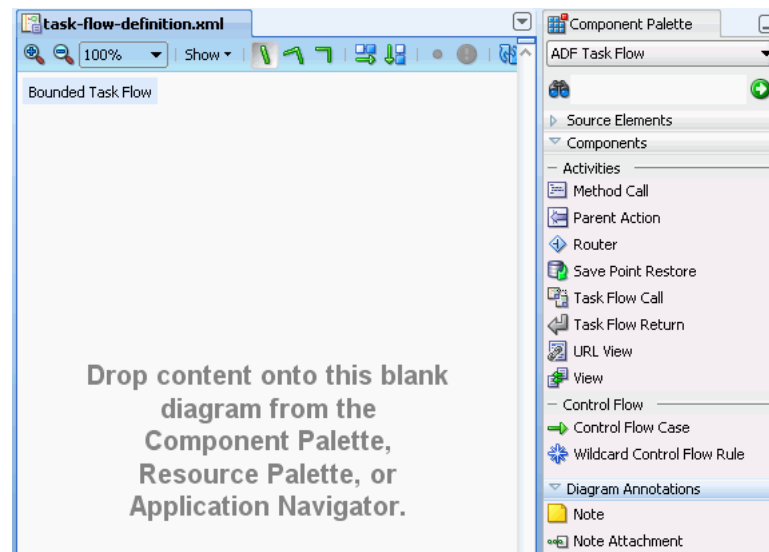 task-flow-definition.xml
100%
Show
Bounded Task Flow
Drop content onto this blank
diagram from the
Component Palette,
Resource Palette, or
Application Navigator.
Component Palette
ADF Task Flow
Source Elements
Components
Activities
Method Call
Parent Action
Router
Save Point Restore
Task Flow Call
Task Flow Return
URL View
View
Control Flow
Control Flow Case
Wildcard Control Flow Rule
Diagram Annotations
Note
Note Attachment